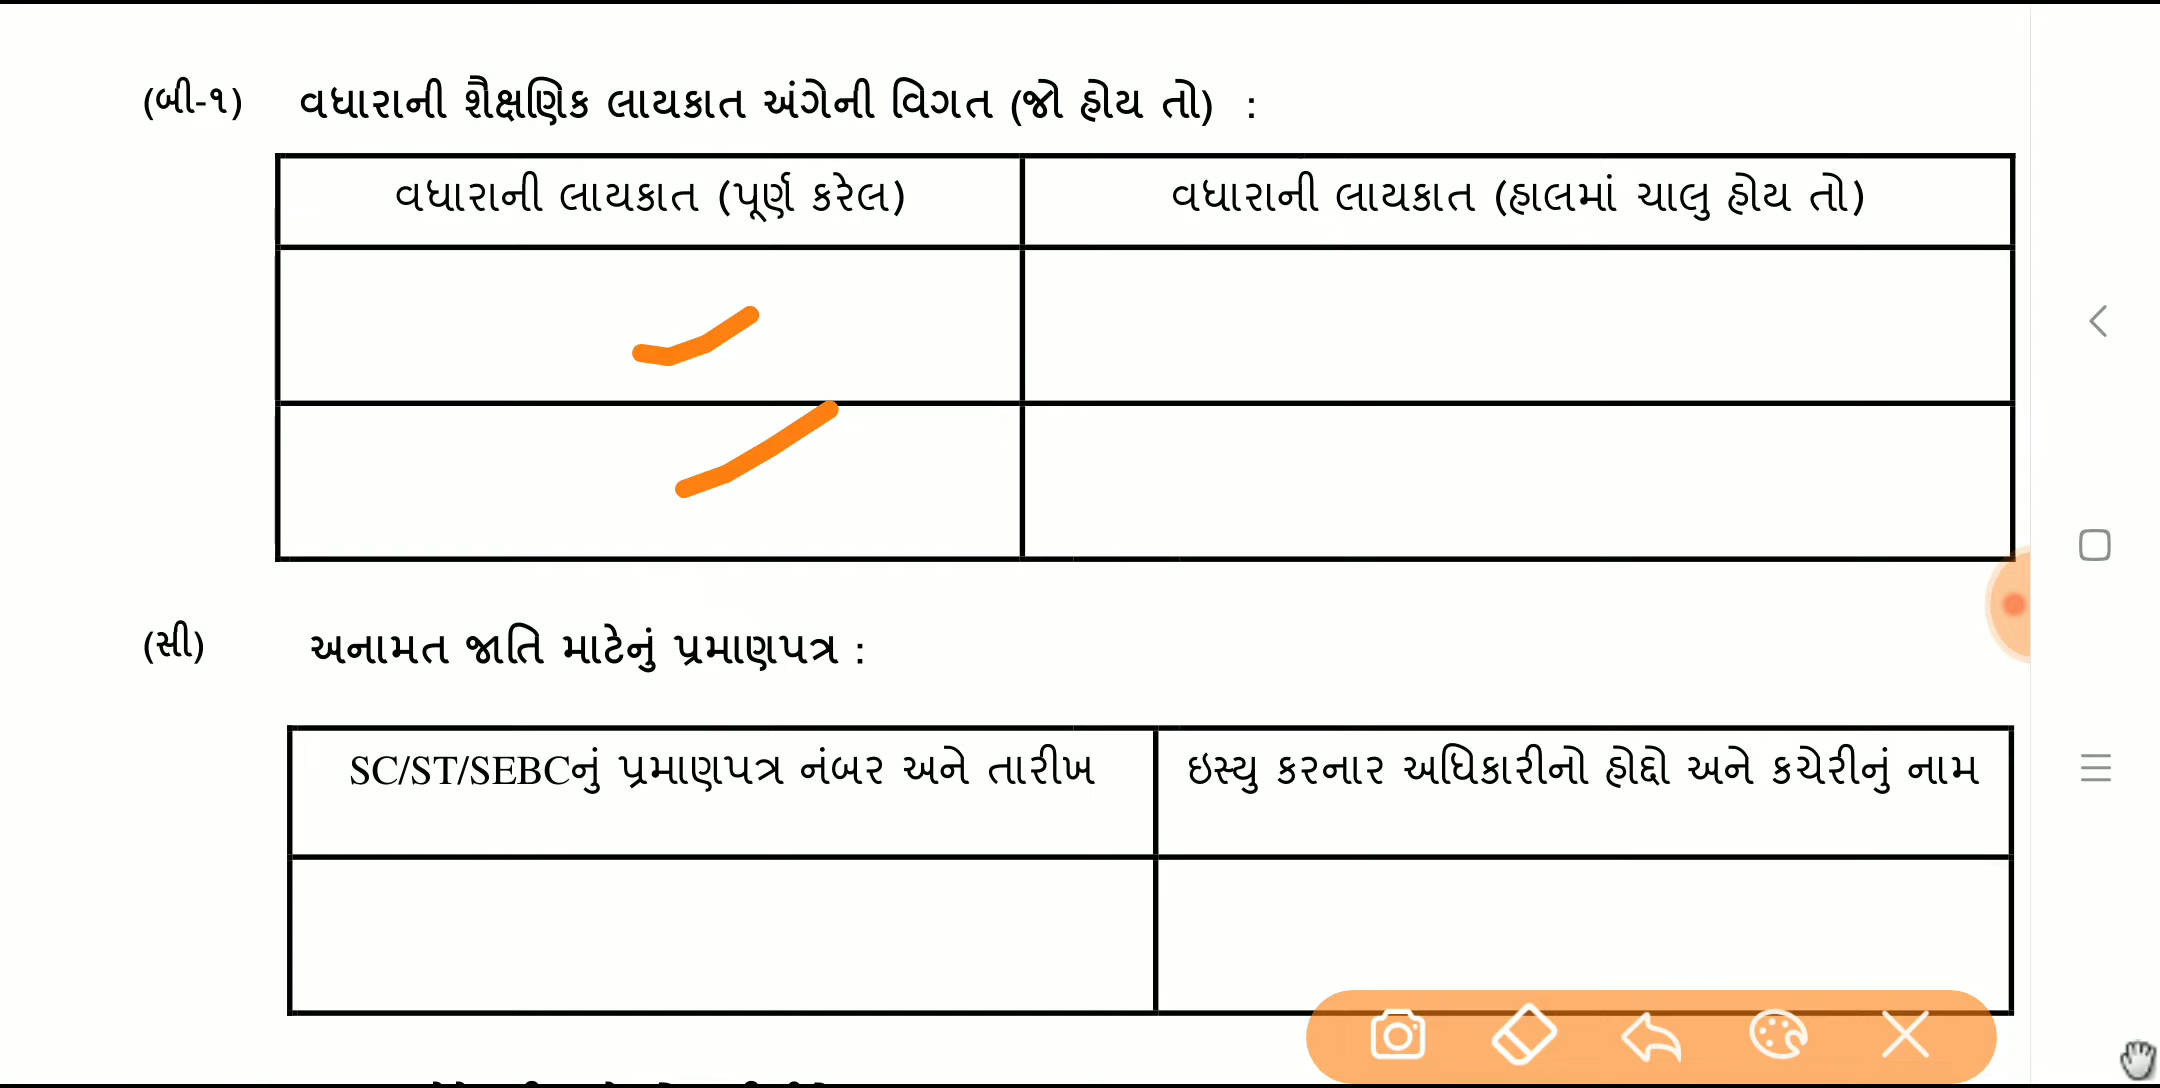 (બી-૧) વધારાની શૈક્ષણિક લાયકાત અંગેની વિગત (જો હોય તો) :
વધારાની લાયકાત (પૂર્ણ કરેલ) વધારાની લાયકાત (હાલમાં ચાલુ હોય તો)
(સી) અનામત જાતિ માટેનું પ્રમાણપત્ર :
SC/ST/SEBCનું પ્રમાણપત્ર નંબર અને તારીખ ઇસ્યુ કરનાર અધિકારીનો હોદ્દો અને કચેરીનું નામ